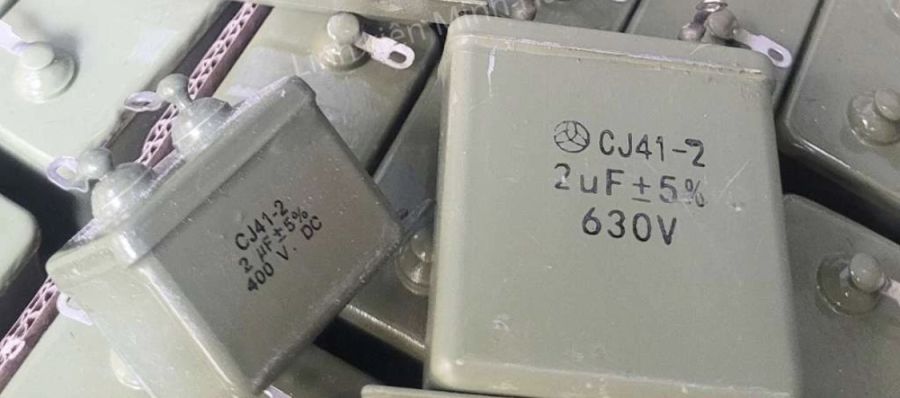 CJ41-2
2 µF±5%
400 V. DC
CJ41-2
2uF±5%
630V